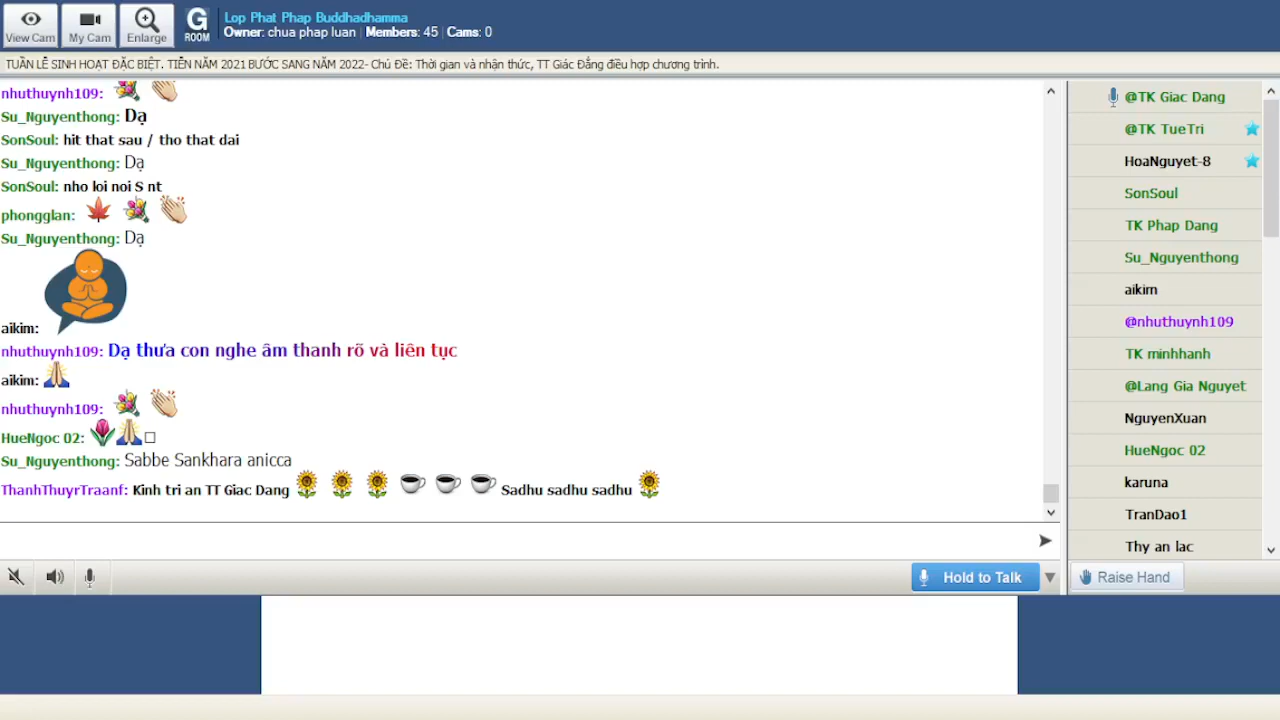 View Cam
My Cam
Enlarge
G ROOM
Lop Phat Phap Buddhadhamma
Owner: chua phap luan | Members: 45 | Cams: 0
TUẦN LỄ SINH HOẠT ĐẶC BIỆT. TIỄN NĂM 2021 BƯỚC SANG NĂM 2022- Chủ Đề: Thời gian và nhận thức, TT Giác Đẳng điều hợp chương trình.
nhuthuynh109:
Su_Nguyenthong: Dạ
SonSoul: hit that sau / tho that dai
Su_Nguyenthong: Dạ
SonSoul: nho loi noi S nt
phongglan:
Su_Nguyenthong: Dạ
aikim:
nhuthuynh109: Dạ thưa con nghe âm thanh rõ và liên tục
aikim:
nhuthuynh109:
HueNgoc 02:
Su_Nguyenthong: Sabbe Sankhara anicca
ThanhThuyrTraanf: Kinh tri an TT Giac Dang Sadhu sadhu sadhu
@TK Giac Dang
@TK TueTri
HoaNguyet-8
SonSoul
TK Phap Dang
Su_Nguyenthong
aikim
@nhuthuynh109
TK minhhanh
@Lang Gia Nguyet
NguyenXuan
HueNgoc 02
karuna
TranDao1
Thy an lac
Hold to Talk
Raise Hand